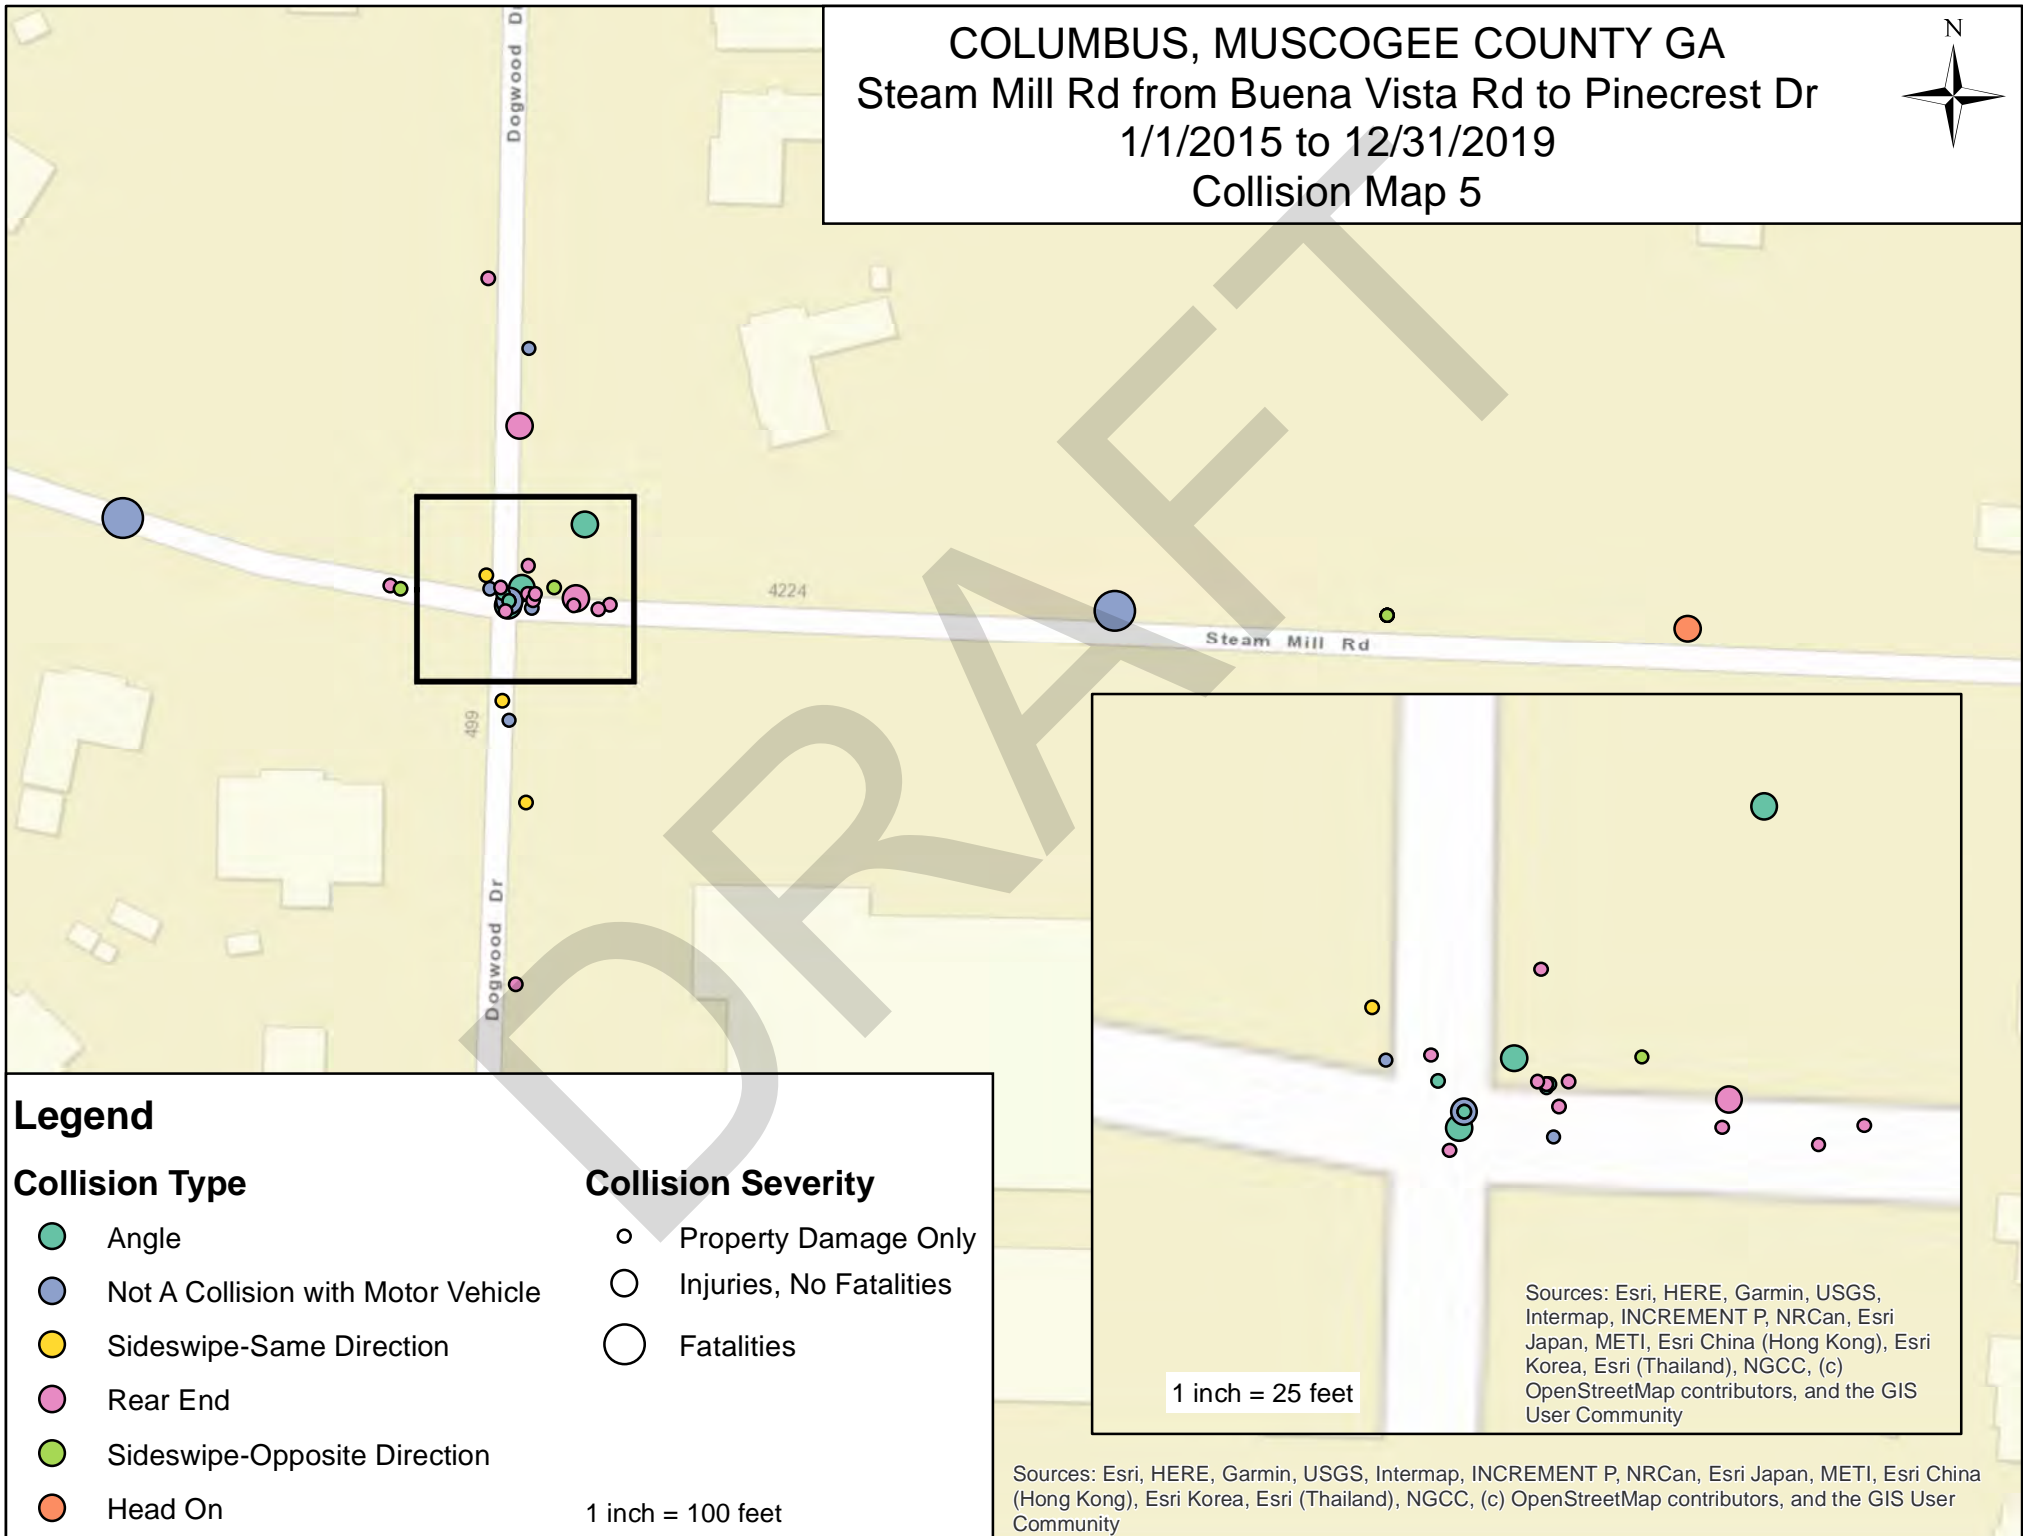 COLUMBUS, MUSCOGEE COUNTY GA
Steam Mill Rd from Buena Vista Rd to Pinecrest Dr
1/1/2015 to 12/31/2019
Collision Map 5
N
Dogwood Dr
4224
Steam Mill Rd
499
Dogwood Dr
DRAFT
Sources: Esri, HERE, Garmin, USGS,
Intermap, INCREMENT P, NRCan, Esri
Japan, METI, Esri China (Hong Kong), Esri
Korea, Esri (Thailand), NGCC, (c)
OpenStreetMap contributors, and the GIS
User Community
1 inch = 25 feet
Legend
Collision Type
Angle
Not A Collision with Motor Vehicle
Sideswipe-Same Direction
Rear End
Sideswipe-Opposite Direction
Head On
Collision Severity
Property Damage Only
Injuries, No Fatalities
Fatalities
1 inch = 100 feet
Sources: Esri, HERE, Garmin, USGS, Intermap, INCREMENT P, NRCan, Esri Japan, METI, Esri China
(Hong Kong), Esri Korea, Esri (Thailand), NGCC, (c) OpenStreetMap contributors, and the GIS User
Community